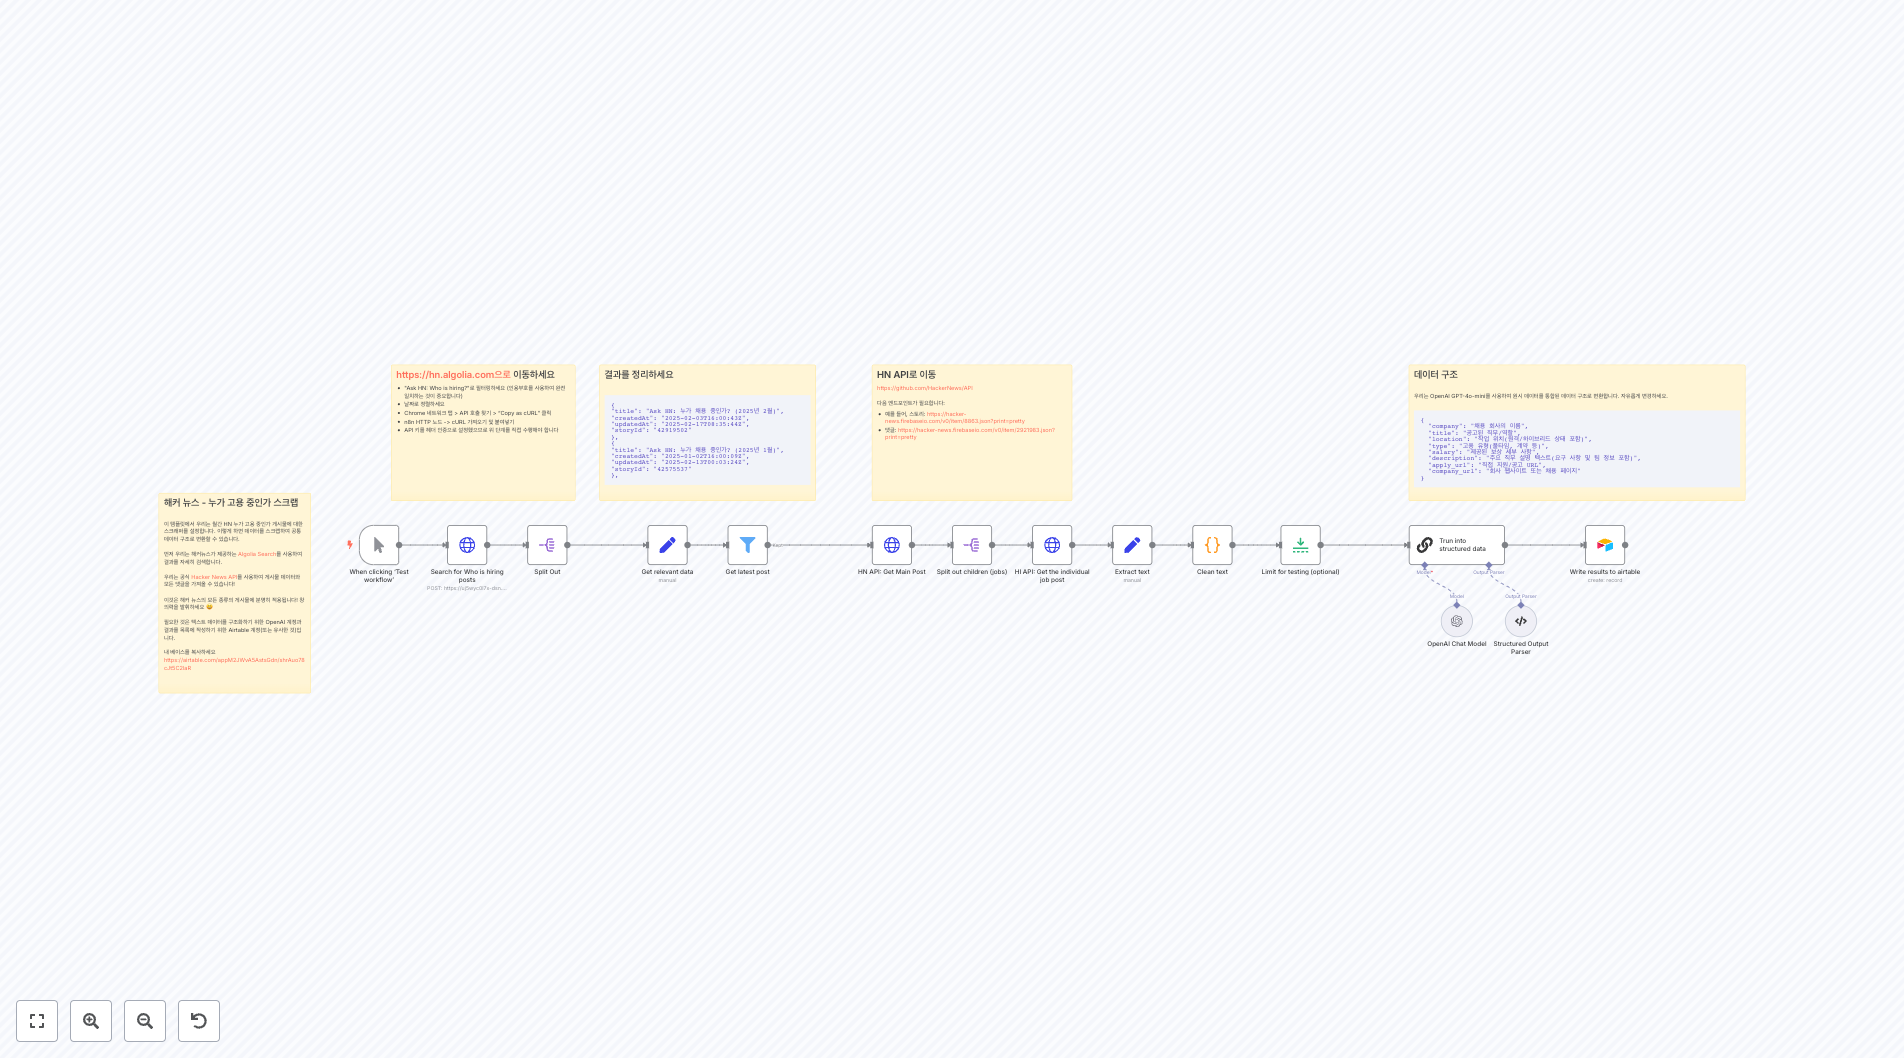 https://hn.algolia.com으로 이동하세요
"Ask HN: Who is hiring?"로 필터링하세요 (인용부호를 사용하여 완전
일치하는 것이 중요합니다)
날짜로 정렬하세요
Chrome 네트워크 탭 > API 호출 찾기 > "Copy as cURL" 클릭
n8n HTTP 노드 -> cURL 가져오기 및 붙여넣기
API 키를 헤더 인증으로 설정했으므로 위 단계를 직접 수행해야 합니다
결과를 정리하세요
{
"title": "Ask HN: 누가 채용 중인가? (2025년 2월)",
"createdAt": "2025-02-03T16:00:43Z",
"updatedAt": "2025-02-17T08:35:44Z",
"storyId": "42919502"
},
{
"title": "Ask HN: 누가 채용 중인가? (2025년 1월)",
"createdAt": "2025-01-02T16:00:09Z",
"updatedAt": "2025-02-13T00:03:24Z",
"storyId": "42575537"
},
HN API로 이동
https://github.com/HackerNews/API
다음 엔드포인트가 필요합니다:
예를 들어, 스토리: https://hacker-
news.firebaseio.com/v0/item/8863.json?print=pretty
댓글: https://hacker-news.firebaseio.com/v0/item/2921983.json?
print=pretty
데이터 구조
우리는 OpenAI GPT-4o-mini를 사용하여 원시 데이터를 통합된 데이터 구조로 변환합니다. 자유롭게 변경하세요.
{
"company": "채용 회사의 이름",
"title": "공고된 직무/역할",
"location": "작업 위치(원격/하이브리드 상태 포함)",
"type": "고용 유형(풀타임, 계약 등)",
"salary": "제공된 보상 세부 사항",
"description": "주요 직무 설명 텍스트(요구 사항 및 팀 정보 포함)",
"apply_url": "직접 지원/공고 URL",
"company_url": "회사 웹사이트 또는 채용 페이지"
}
해커 뉴스 - 누가 고용 중인가 스크랩
이 템플릿에서 우리는 월간 HN 누가 고용 중인가 게시물에 대한
스크래퍼를 설정합니다. 이렇게 하면 데이터를 스크랩하여 공통
데이터 구조로 변환할 수 있습니다.
먼저 우리는 해커뉴스가 제공하는 Algolia Search를 사용하여
결과를 자세히 검색합니다.
우리는 공식 Hacker News API를 사용하여 게시물 데이터와
모든 댓글을 가져올 수 있습니다!
이것은 해커 뉴스의 모든 종류의 게시물에 분명히 적용됩니다! 창
의력을 발휘하세요 😄
필요한 것은 텍스트 데이터를 구조화하기 위한 OpenAI 계정과
결과를 목록에 작성하기 위한 Airtable 계정(또는 유사한 것)입
니다.
내 베이스를 복사하세요
When clicking 'Test
workflow'
Search for Who is hiring
posts
Split Out
Get relevant data
manual
Get latest post
HN API: Get Main Post
Split out children (jobs)
HI API: Get the individual
job post
Extract text
manual
Clean text
Limit for testing (optional)
Trun into
structured data
Model*
Output Parser
Model
Output Parser
OpenAI Chat Model
Structured Output
Parser
Write results to airtable
create: record